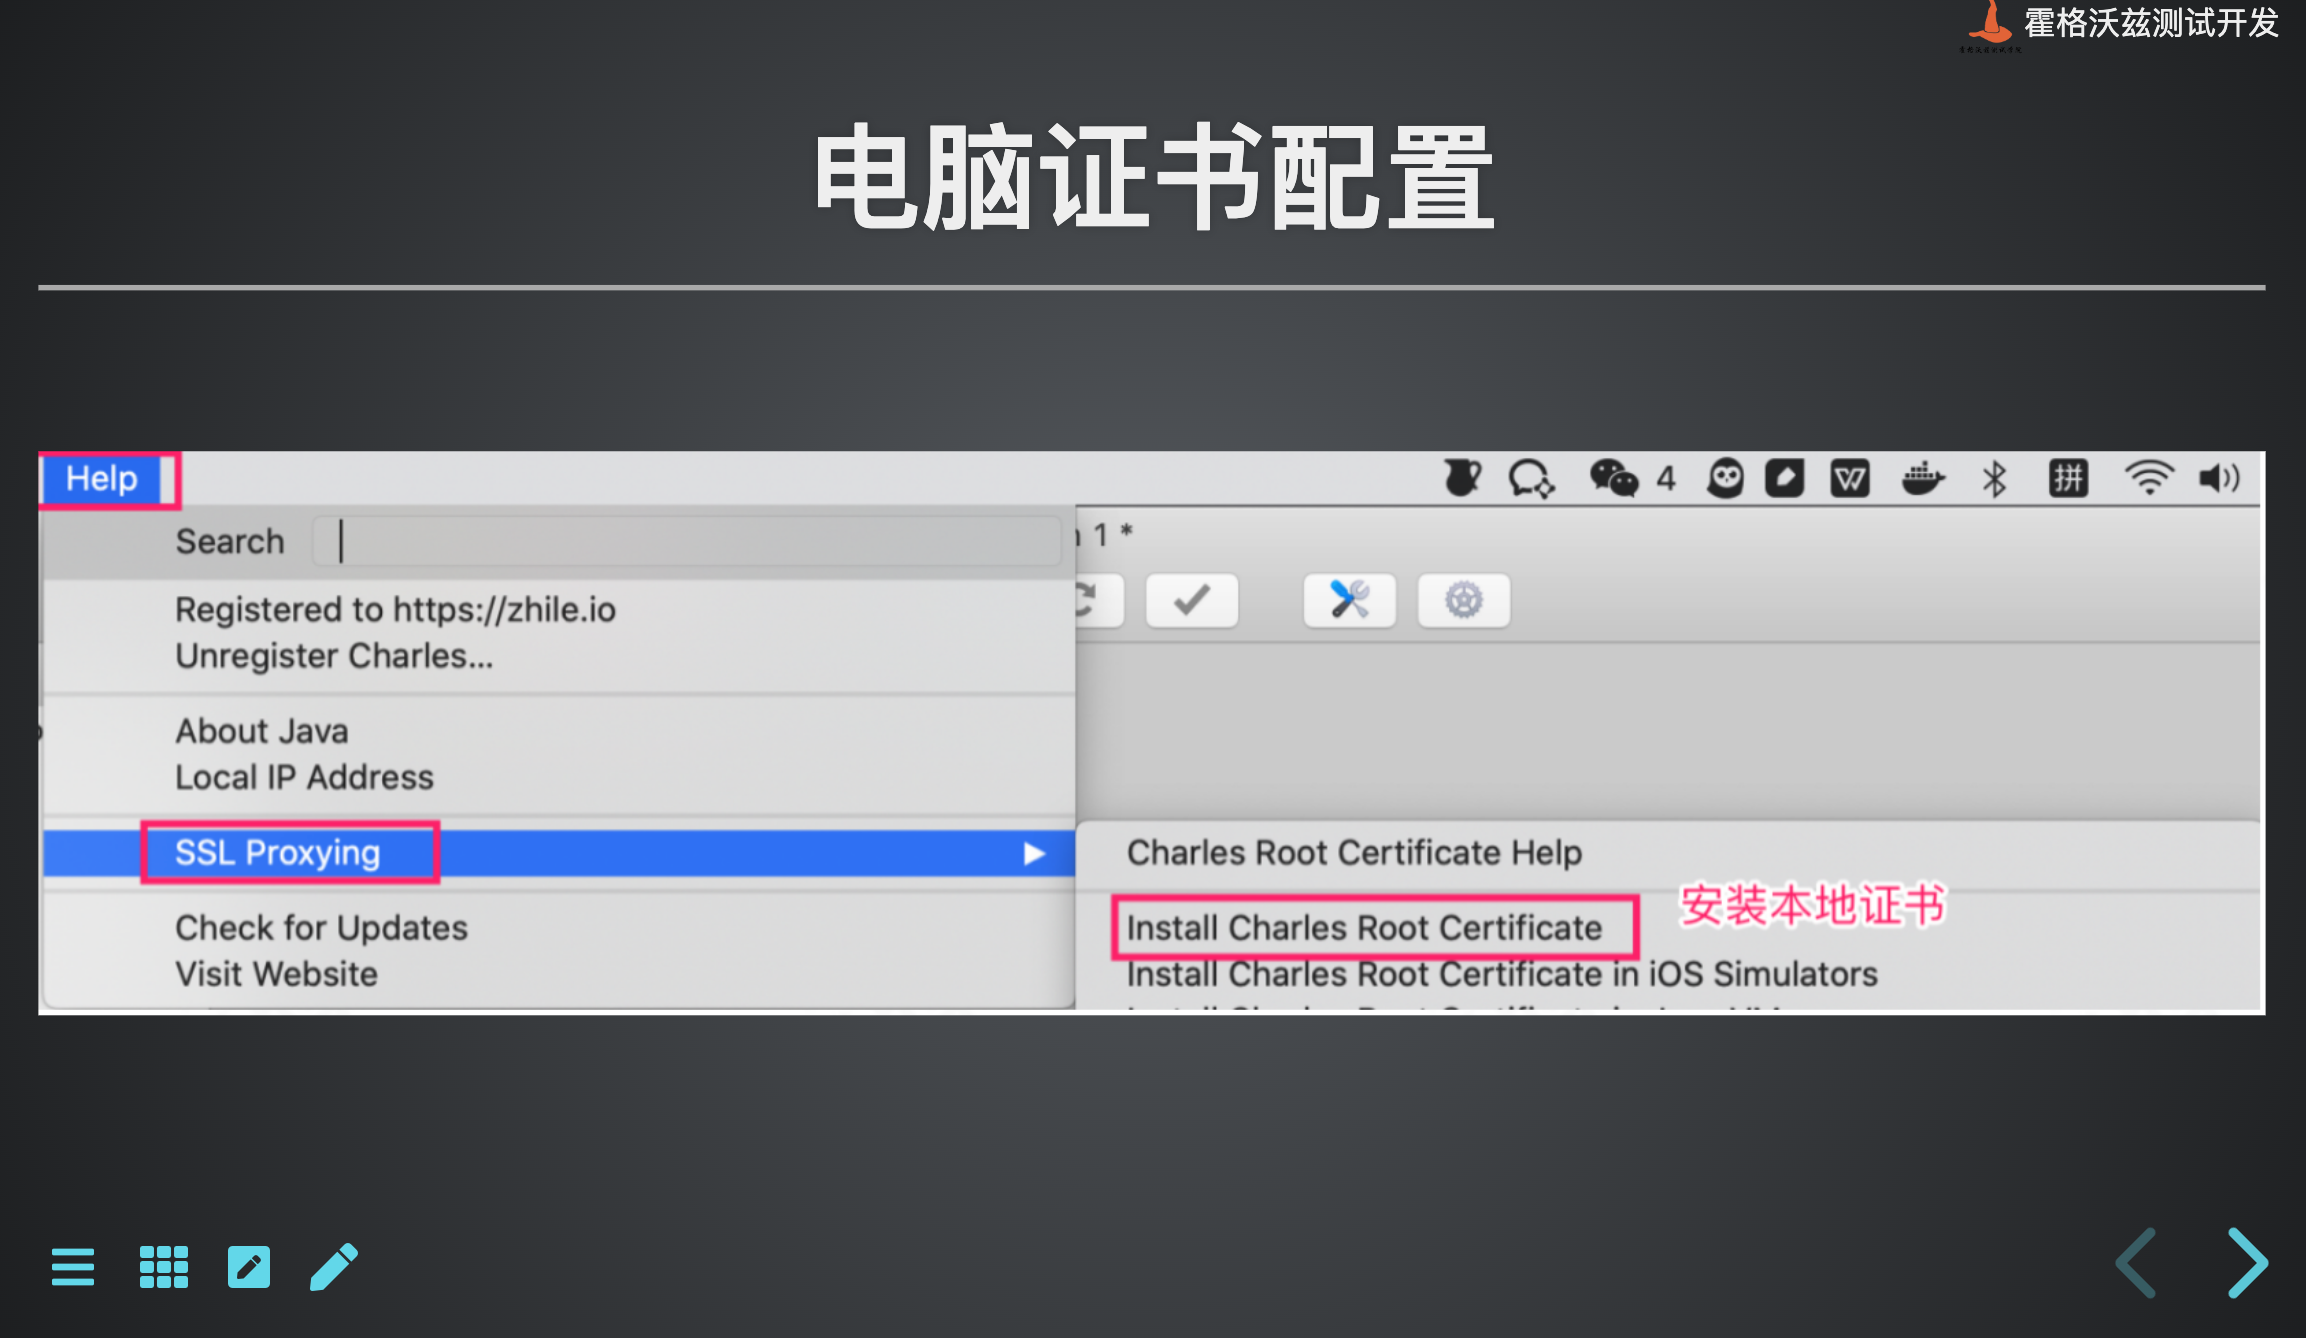 霍格沃兹测试开发
电脑证书配置
Help
4
拼
Search
1 *
Registered to https://zhile.io
Unregister Charles...
About Java
Local IP Address
SSL Proxying
Charles Root Certificate Help
安装本地证书
Check for Updates
Install Charles Root Certificate
Visit Website
Install Charles Root Certificate in iOS Simulators